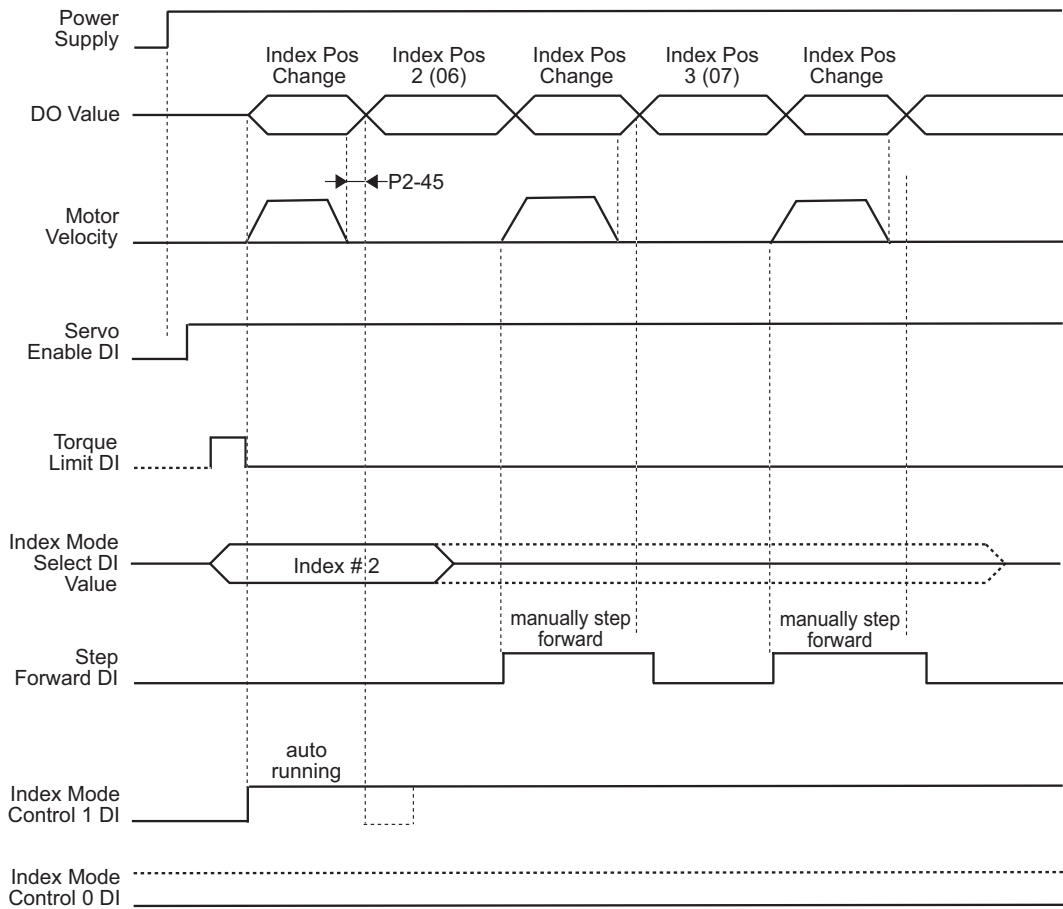 Power
Supply
Index Pos
Change
Index Pos
2 (06)
Index Pos
Change
Index Pos
3 (07)
Index Pos
Change
DO Value
P2-45
Motor
Velocity
Servo
Enable DI
Torque
Limit DI
Index Mode
Select DI
Value
Index # 2
manually step
forward
manually step
forward
Step
Forward DI
auto
running
Index Mode
Control 1 DI
Index Mode
Control 0 DI